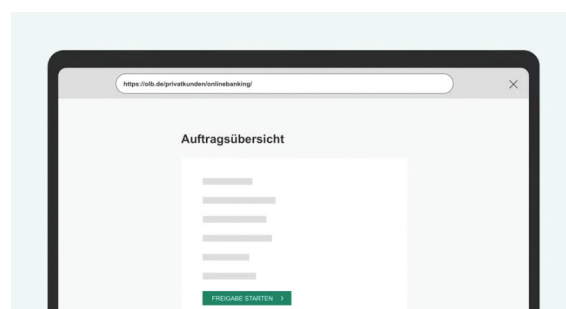 https://olb.de/privatkunden/onlinebanking/
Auftragsübersicht
FREIGABE STARTEN